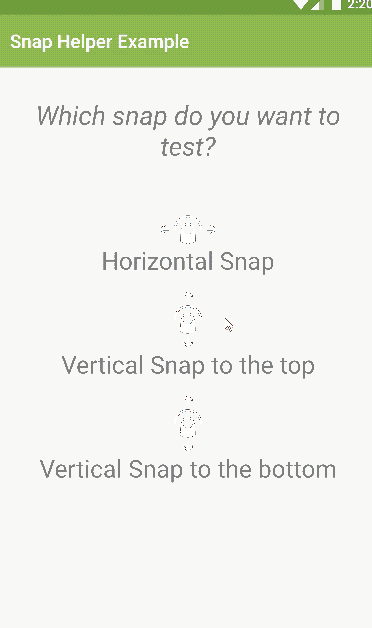 2:20
Snap Helper Example
Which snap do you want to
test?
Horizontal Snap
Vertical Snap to the top
Vertical Snap to the bottom